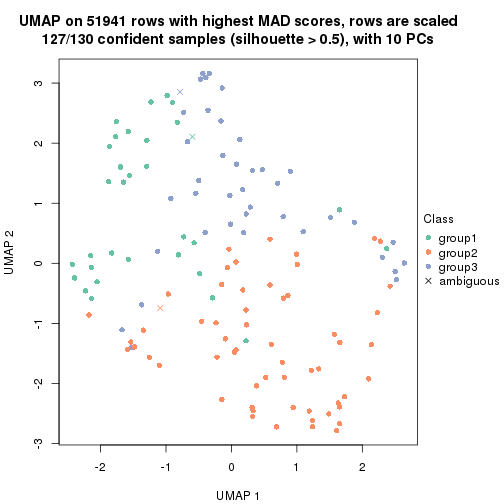 UMAP on 51941 rows with highest MAD scores, rows are scaled
127/130 confident samples (silhouette > 0.5), with 10 PCs
3
2
1
0
-1
-2
-3
UMAP 2
-2
-1
0
1
2
UMAP 1
Class
group1
group2
group3
ambiguous